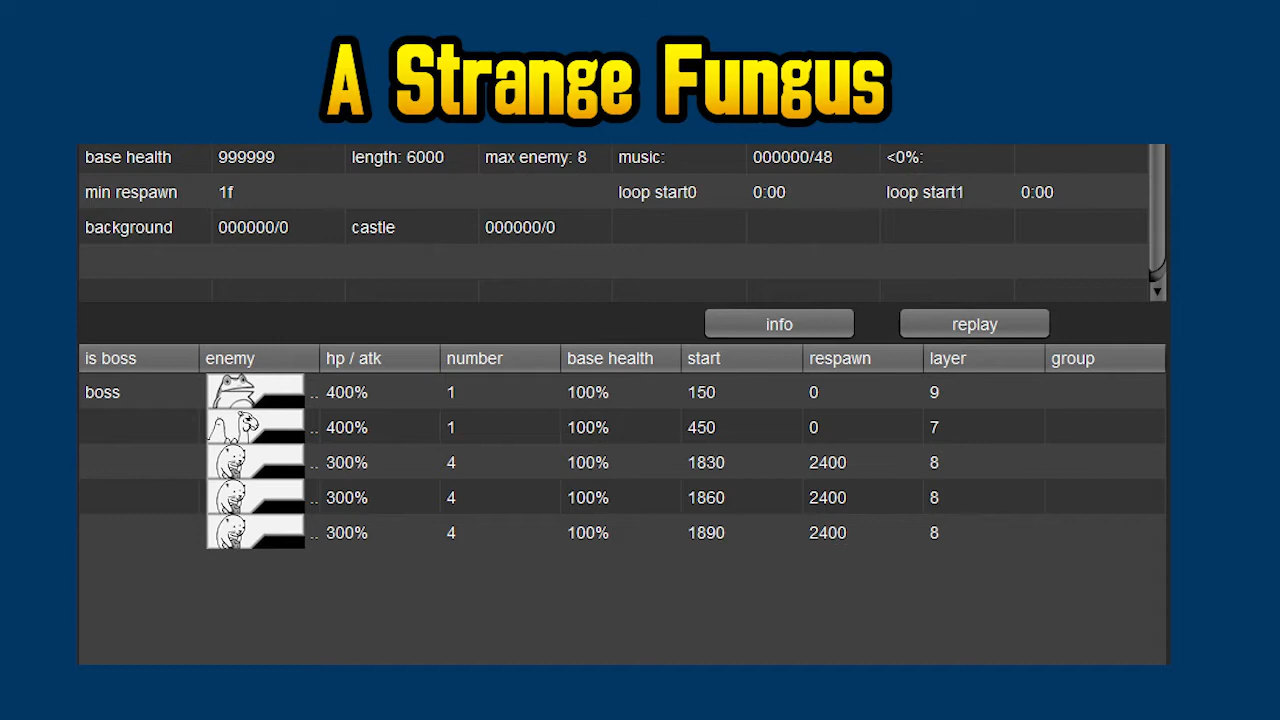 A Strange Fungus
base health 999999 length: 6000 max enemy: 8 music: 000000/48 <0%:
min respawn 1f loop start0 0:00 loop start1 0:00
background 000000/0 castle 000000/0
info replay
is boss enemy hp / atk number base health start respawn layer group
boss .. 400% 1 100% 150 0 9
.. 400% 1 100% 450 0 7
.. 300% 4 100% 1830 2400 8
.. 300% 4 100% 1860 2400 8
.. 300% 4 100% 1890 2400 8